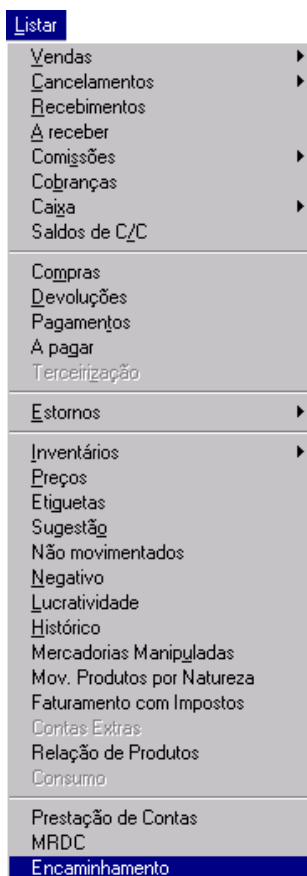 Listar
Vendas
Cancelamentos
Recebimentos
A receber
Comissões
Cobranças
Caixa
Saldos de C/C
Compras
Devoluções
Pagamentos
A pagar
Terceirização
Estornos
Inventários
Preços
Etiguetas
Sugestão
Não movimentados
Negativo
Lucratividade
Histórico
Mercadorias Manipuladas
Mov. Produtos por Natureza
Faturamento com Impostos
Contas Extras
Relação de Produtos
Consumo
Prestação de Contas
MRDC
Encaminhamento